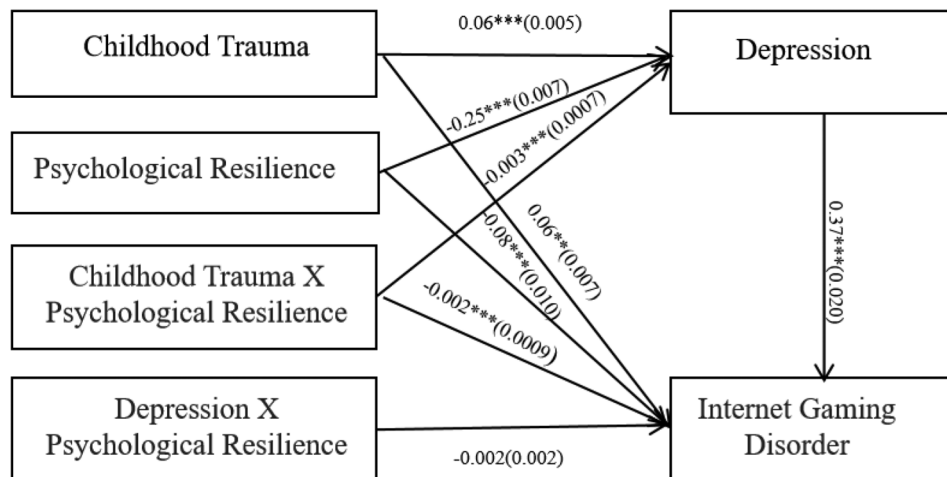 0.06***(0.005)
Childhood Trauma
Depression
-0.25***(0.007)
Psychological Resilience
-0.003***(0.0007)
0.06**(0.007)
-0.08***(0.010)
0.37***(0.020)
Childhood Trauma X
Psychological Resilience
-0.002***(0.0009)
Depression X
Psychological Resilience
Internet Gaming
Disorder
-0.002(0.002)